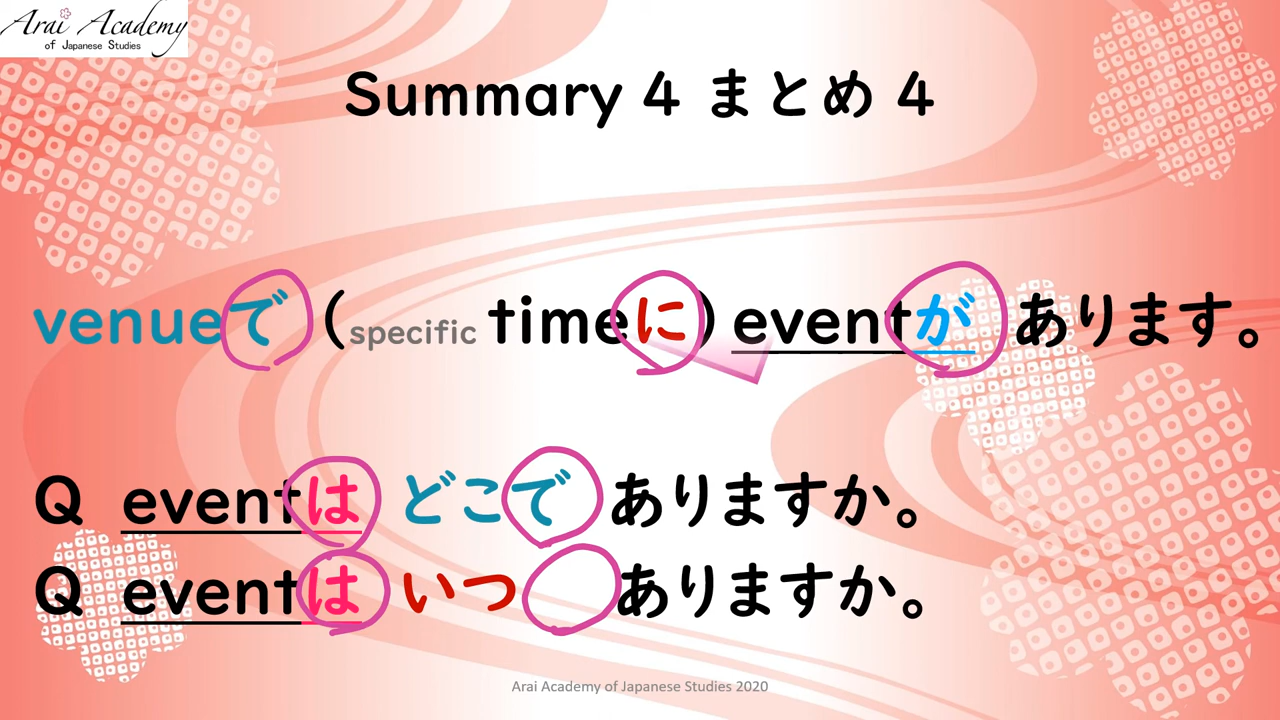 Arai Academy
of Japanese Studies
Summary 4 まとめ 4
venueで (specific timeに) eventが あります。
Q eventは どこで ありますか。
Q eventは いつ ありますか。
Arai Academy of Japanese Studies 2020